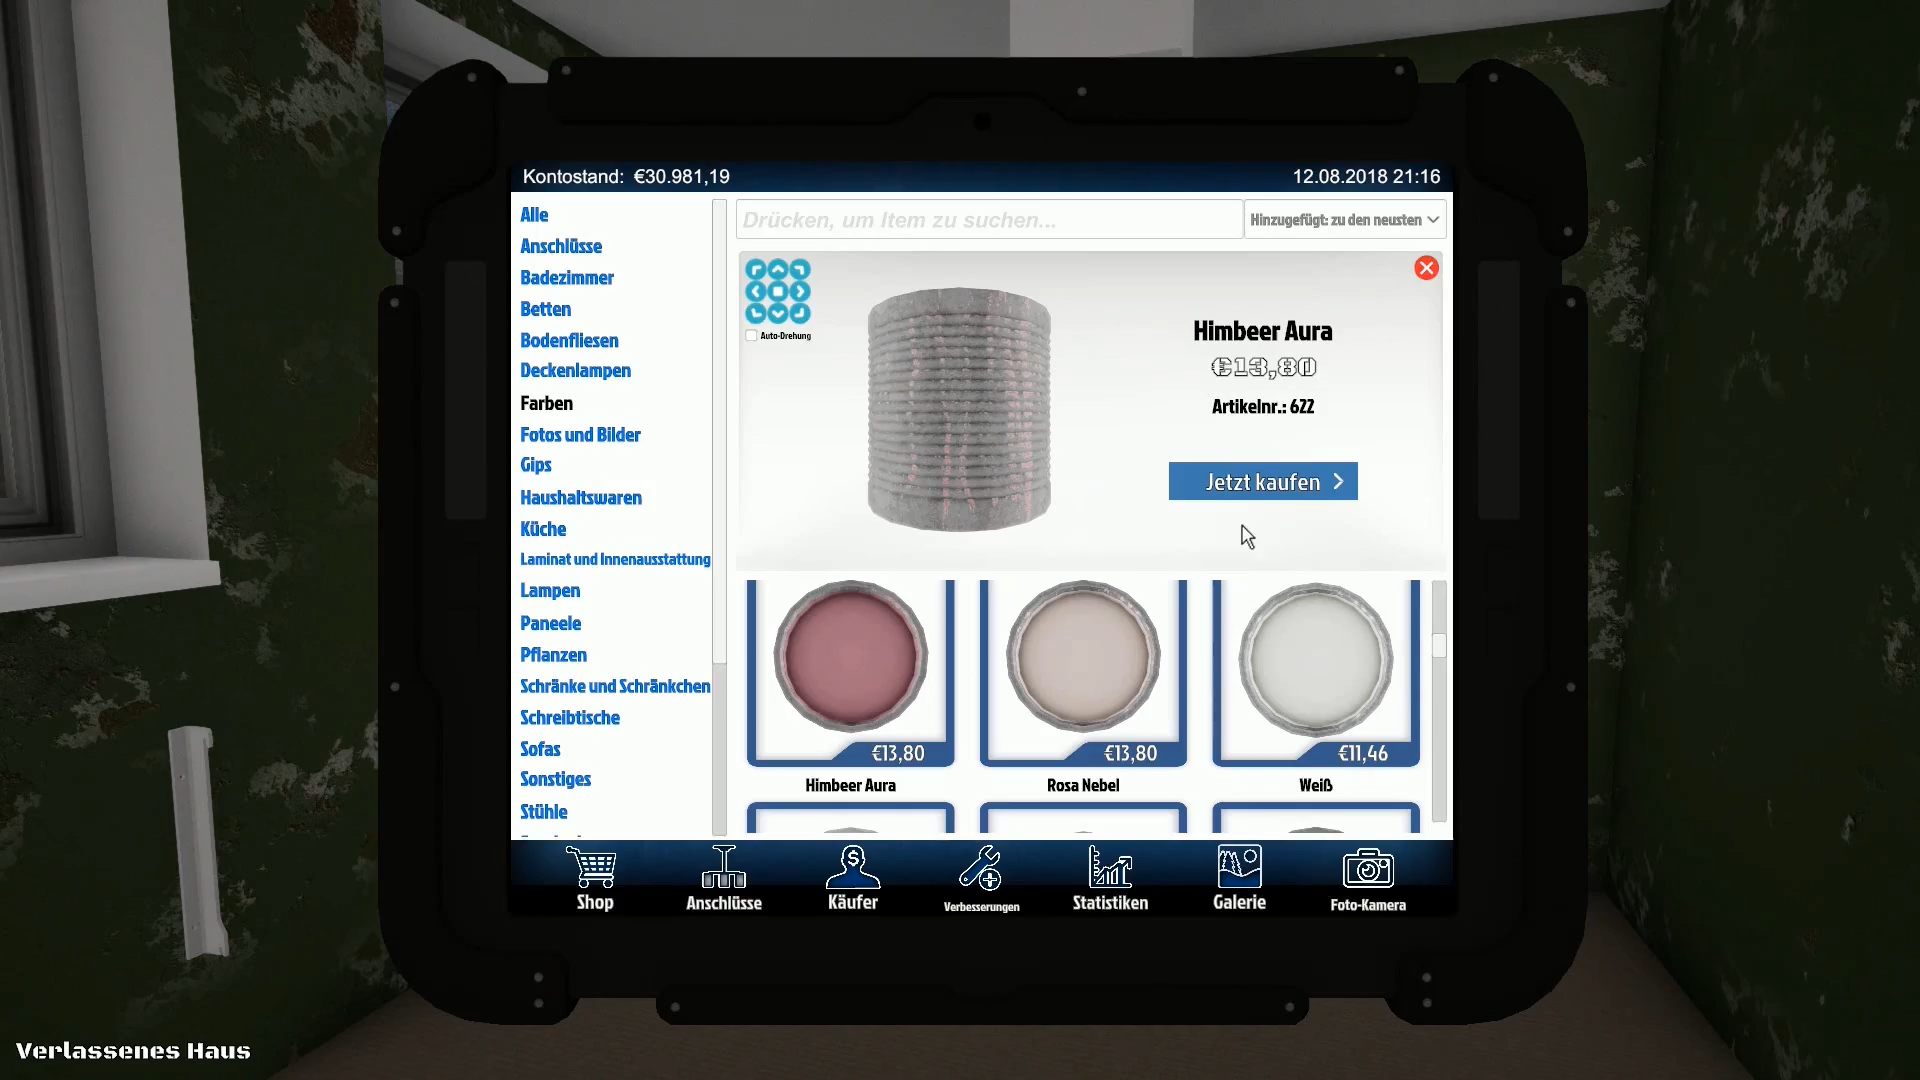 Kontostand: €30.981,19
12.08.2018 21:16
Alle
Anschlüsse
Badezimmer
Betten
Bodenfliesen
Deckenlampen
Farben
Fotos und Bilder
Gips
Haushaltswaren
Küche
Laminat und Innenausstattung
Lampen
Paneele
Pflanzen
Schränke und Schränkchen
Schreibtische
Sofas
Sonstiges
Stühle
Drücken, um Item zu suchen...
Hinzugefügt: zu den neusten
Auto-Drehung
Himbeer Aura
€13,80
Artikelnr.: 622
Jetzt kaufen
€13,80
€13,80
€11,46
Himbeer Aura
Rosa Nebel
Weiß
Shop
Anschlüsse
Käufer
Verbesserungen
Statistiken
Galerie
Foto-Kamera
Verlassenes Haus